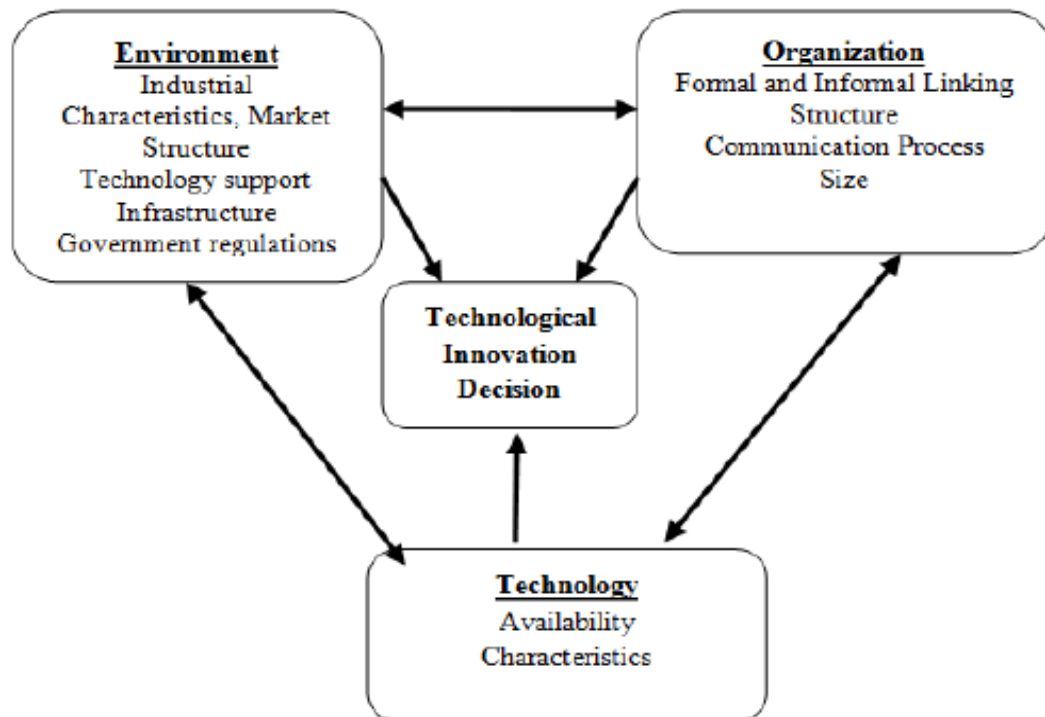 Environment
Industrial
Characteristics, Market
Structure
Technology support
Infrastructure
Government regulations
Organization
Formal and Informal Linking
Structure
Communication Process
Size
Technological
Innovation
Decision
Technology
Availability
Characteristics